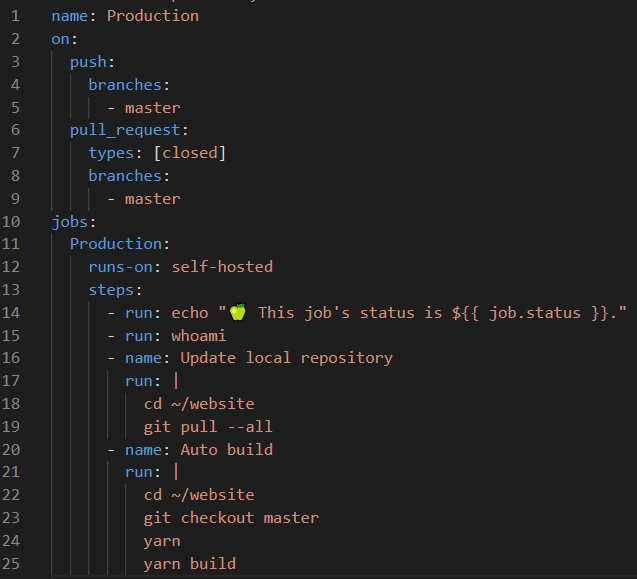 1 name: Production
2 on:
3   push:
4     branches:
5       - master
6   pull_request:
7     types: [closed]
8     branches:
9       - master
10 jobs:
11   Production:
12     runs-on: self-hosted
13     steps:
14       - run: echo "🍏 This job's status is ${{ job.status }}."
15       - run: whoami
16       - name: Update local repository
17         run: |
18           cd ~/website
19           git pull --all
20       - name: Auto build
21         run: |
22           cd ~/website
23           git checkout master
24           yarn
25           yarn build